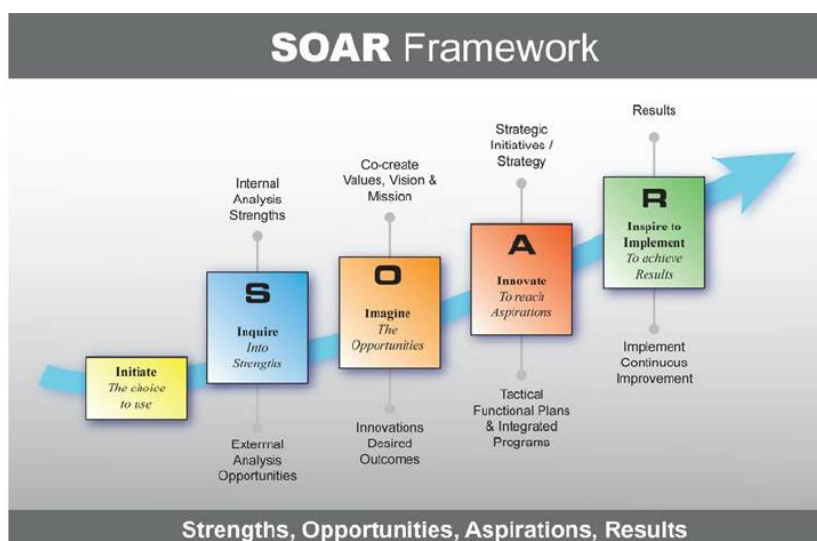 SOAR Framework
Results
Strategic
Initiatives /
Strategy
Co-create
Values, Vision &
Mission
Internal
Analysis
Strengths
R
Inspire to
Implement
To achieve
Results
A
Innovate
To reach
Aspirations
O
Imagine
The
Opportunities
S
Inquire
Into
Strengths
Initiate
The choice
to use
Implement
Continuous
Improvement
Tactical
Functional Plans
& Integrated
Programs
Innovations
Desired
Outcomes
External
Analysis
Opportunities
Strengths, Opportunities, Aspirations, Results